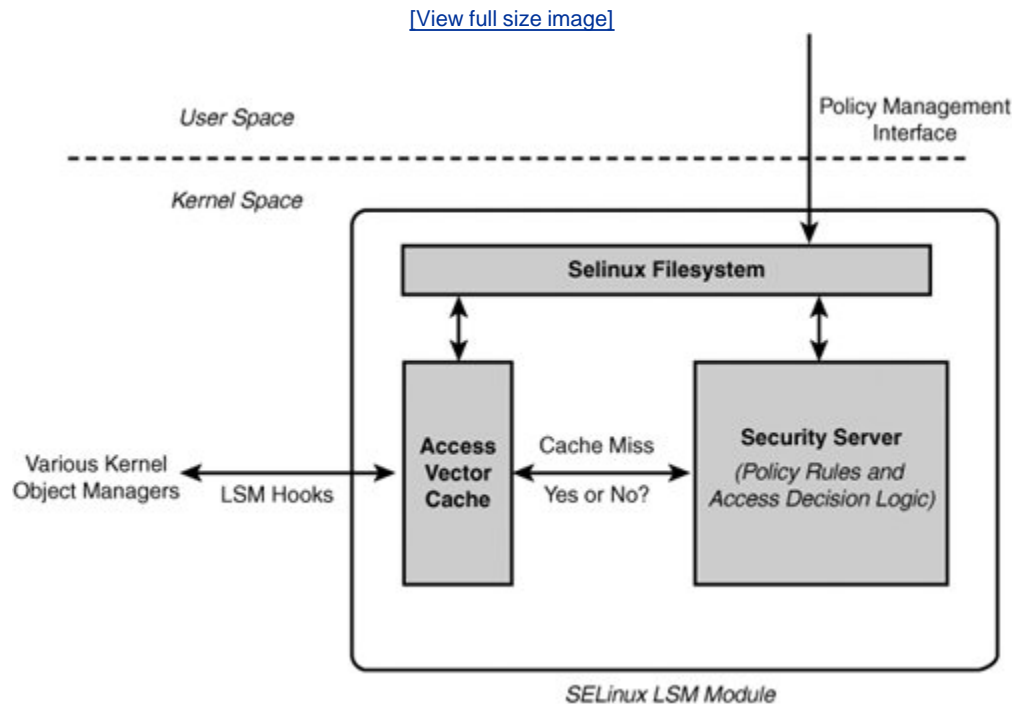 [View full size image]
User Space
Policy Management
Interface
Kernel Space
Selinux Filesystem
Various Kernel
Object Managers
LSM Hooks
Access
Vector
Cache
Cache Miss
Yes or No?
Security Server
(Policy Rules and
Access Decision Logic)
SELinux LSM Module